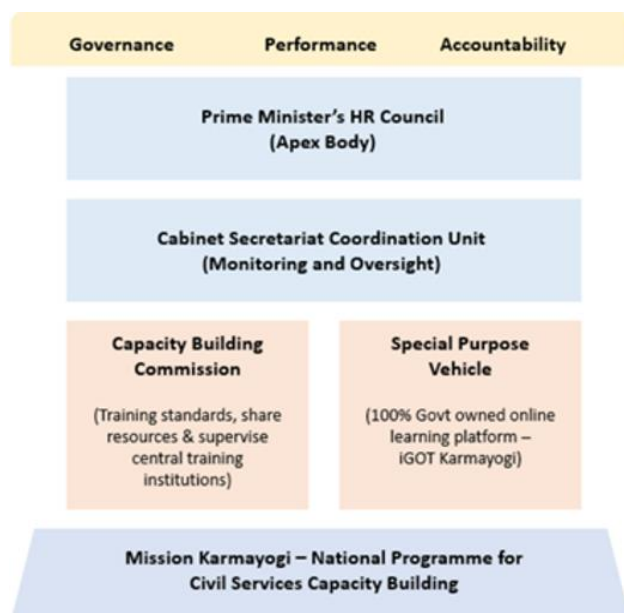 Governance Performance Accountability
Prime Minister's HR Council
(Apex Body)
Cabinet Secretariat Coordination Unit
(Monitoring and Oversight)
Capacity Building
Commission
(Training standards, share
resources & supervise
central training
institutions)
Special Purpose
Vehicle
(100% Govt owned online
learning platform –
iGOT Karmayogi)
Mission Karmayogi – National Programme for
Civil Services Capacity Building